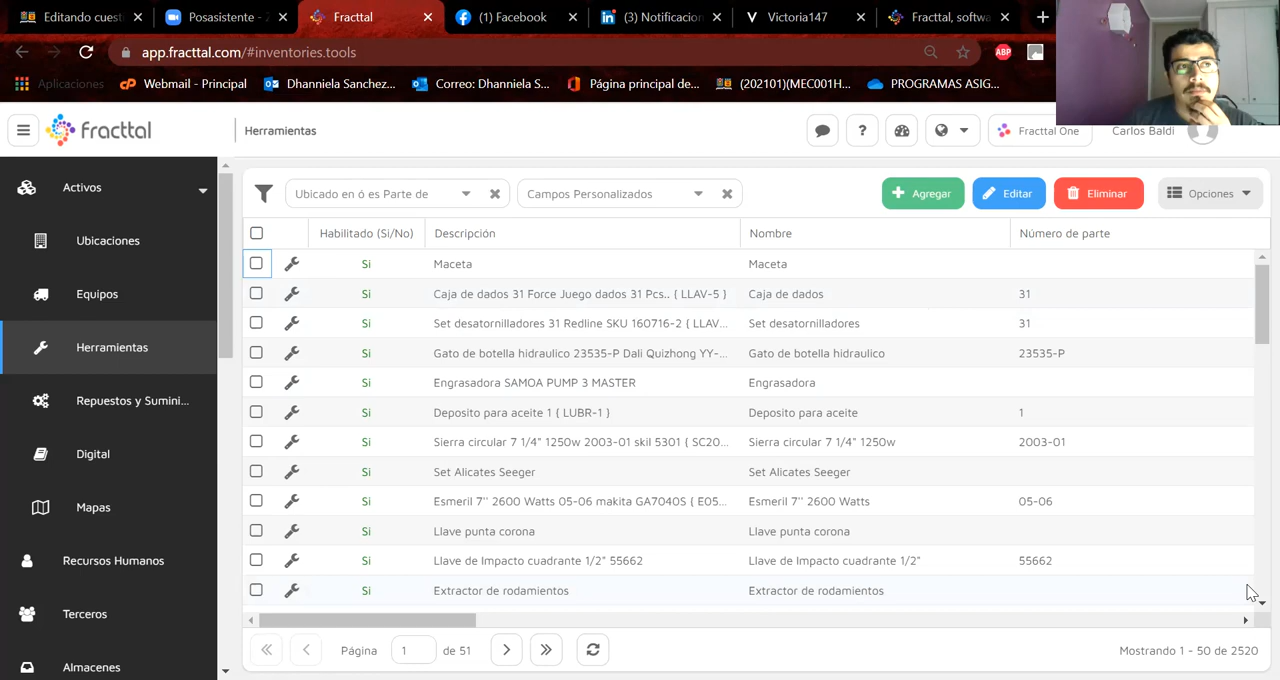 Editando cuest
Posasistente - 2
Fracttal
(1) Facebook
(3) Notificacion
Victoria147
Fracttal, softwa
app.fracttal.com/#inventories.tools
ABP
Aplicaciones
Webmail - Principal
Dhanniela Sanchez...
Correo: Dhanniela S...
Página principal de...
(202101)(MEC001H...
PROGRAMAS ASIG...
fracttal
Herramientas
?
Fracttal One
Carlos Baldi
Activos
Ubicaciones
Equipos
Herramientas
Repuestos y Sumini...
Digital
Mapas
Recursos Humanos
Terceros
Almacenes
Ubicado en ó es Parte de
Campos Personalizados
Agregar
Editar
Eliminar
Opciones
Habilitado (Si/No) Descripción Nombre Número de parte
Si Maceta Maceta
Si Caja de dados 31 Force Juego dados 31 Pcs.. { LLAV-5 } Caja de dados 31
Si Set desatornilladores 31 Redline SKU 160716-2 { LLAV... Set desatornilladores 31
Si Gato de botella hidraulico 23535-P Dali Quizhong YY-... Gato de botella hidraulico 23535-P
Si Engrasadora SAMOA PUMP 3 MASTER Engrasadora
Si Deposito para aceite 1 { LUBR-1 } Deposito para aceite 1
Si Sierra circular 7 1/4" 1250w 2003-01 skil 5301 { SC20... Sierra circular 7 1/4" 1250w 2003-01
Si Set Alicates Seeger Set Alicates Seeger
Si Esmeril 7'' 2600 Watts 05-06 makita GA7040S { E05... Esmeril 7'' 2600 Watts 05-06
Si Llave punta corona Llave punta corona
Si Llave de Impacto cuadrante 1/2" 55662 Llave de Impacto cuadrante 1/2" 55662
Si Extractor de rodamientos Extractor de rodamientos
Página 1 de 51
Mostrando 1 - 50 de 2520